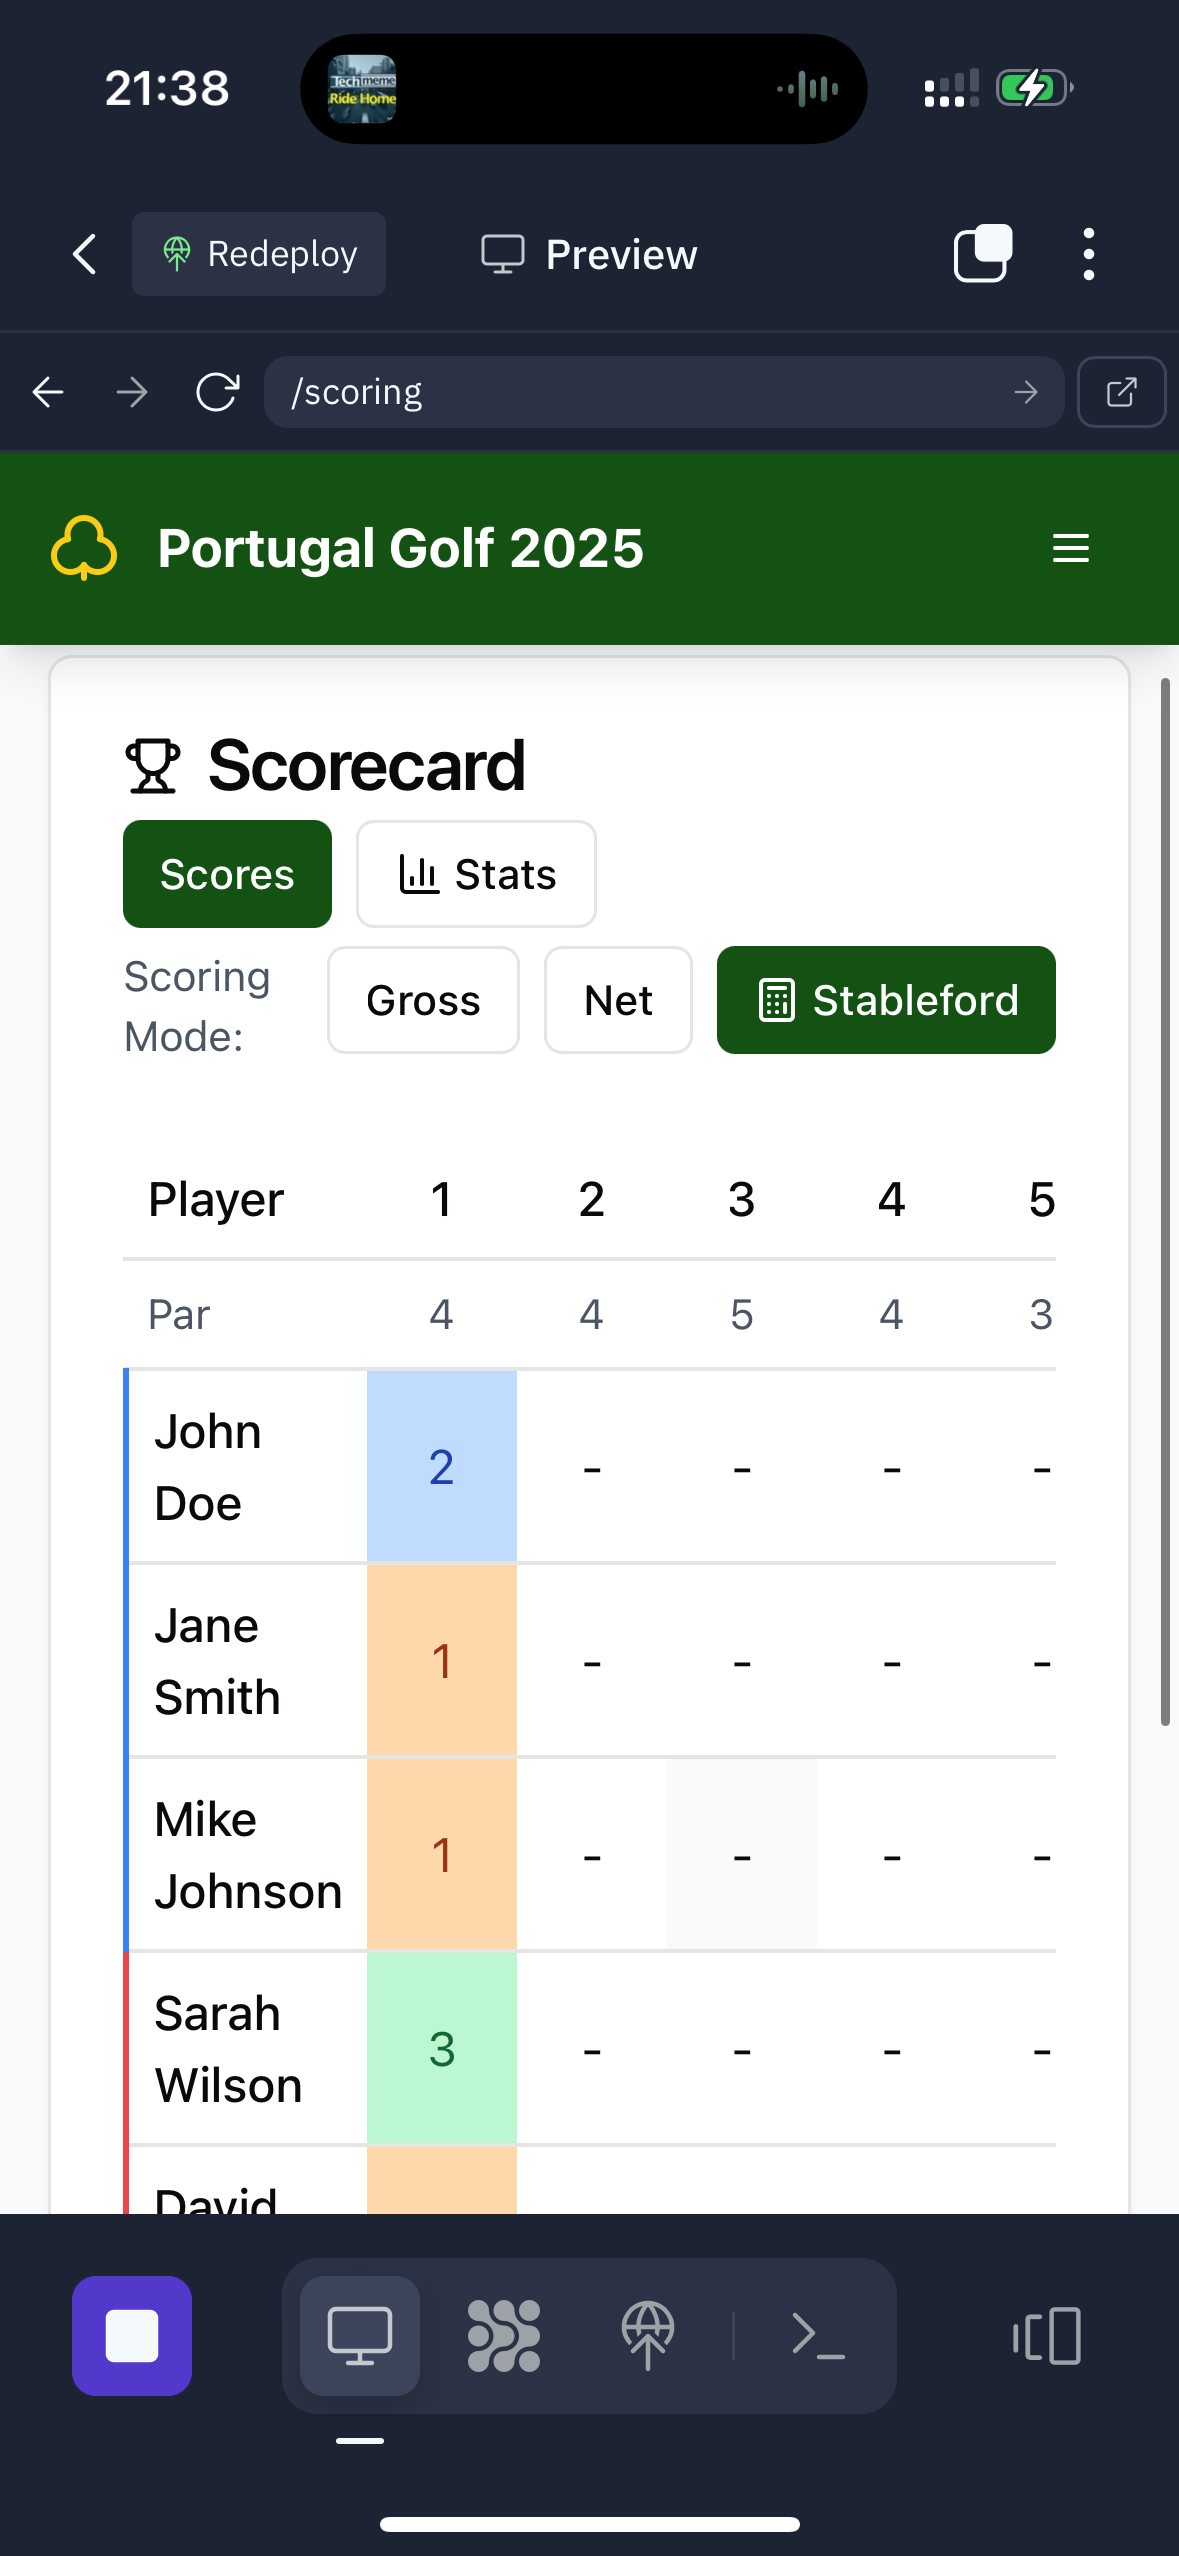 21:38
Techmeme
Ride Home
Redeploy
Preview
/scoring
Portugal Golf 2025
Scorecard
Scores
Stats
Scoring
Mode:
Gross
Net
Stableford
Player 1 2 3 4 5
Par 4 4 5 4 3
John
Doe
2 - - - -
Jane
Smith
1 - - - -
Mike
Johnson
1 - - - -
Sarah
Wilson
3 - - - -
David